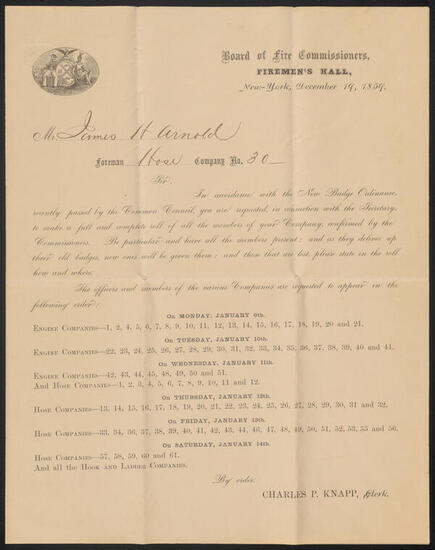 Board of Fire Commissioners,
FIREMEN'S HALL,
New-York, December 19, 1859.
Mr. James H Arnold
Foreman Hose Company No. 30
Sir:
In accordance with the New Badge Ordinance,
recently passed by the Common Council, you are requested, in connection with the Secretary,
to make a full and complete roll of all the members of your Company, confirmed by the
Commissioners. Be particular and have all the members present; and as they deliver up
their old badges, new ones will be given them; and those that are lost, please state in the roll
how and where.
The officers and members of the various Companies are requested to appear in the
following order:
On MONDAY, JANUARY 9th.
Engine Companies—1, 2, 4, 5, 6, 7, 8, 9, 10, 11, 12, 13, 14, 15, 16, 17, 18, 19, 20 and 21.
On TUESDAY, JANUARY 10th.
Engine Companies—22, 23, 24, 25, 26, 27, 28, 29, 30, 31, 32, 33, 34, 35, 36, 37, 38, 39, 40 and 41.
On WEDNESDAY, JANUARY 11th.
Engine Companies—42, 43, 44, 45, 48, 49, 50 and 51.
And Hose Companies—1, 2, 3, 4, 5, 6, 7, 8, 9, 10, 11 and 12.
On THURSDAY, JANUARY 12th.
Hose Companies—13, 14, 15, 16, 17, 18, 19, 20, 21, 22, 23, 24, 25, 26, 27, 28, 29, 30, 31 and 32.
On FRIDAY, JANUARY 13th.
Hose Companies—33, 34, 36, 37, 38, 39, 40, 41, 42, 43, 44, 46, 47, 48, 49, 50, 51, 52, 53, 55 and 56.
On SATURDAY, JANUARY 14th.
Hose Companies—57, 58, 59, 60 and 61.
And all the Hook and Ladder Companies.
By order.
CHARLES P. KNAPP, Clerk.